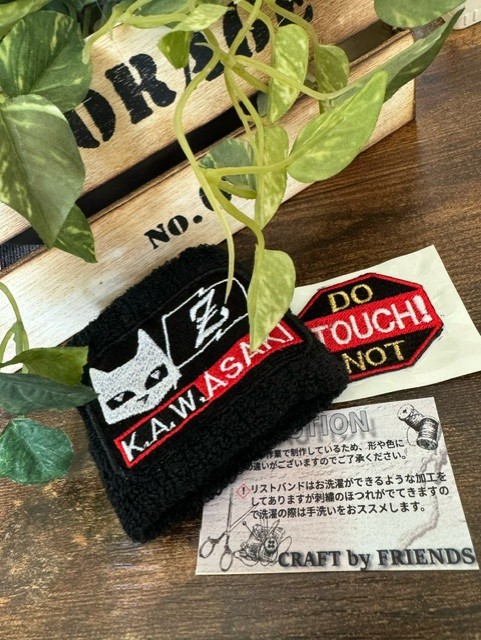 NO.
Z
K.A.W.ASAKI
DO
TOUCH!
NOT
作業で制作しているため、形や色に
違いがございますのでご了承ください。
リストバンドはお洗濯ができるような加工を
してありますが刺繍のほつれがでてきますの
で洗濯の際は手洗いをおススメします。
CRAFT by FRIENDS